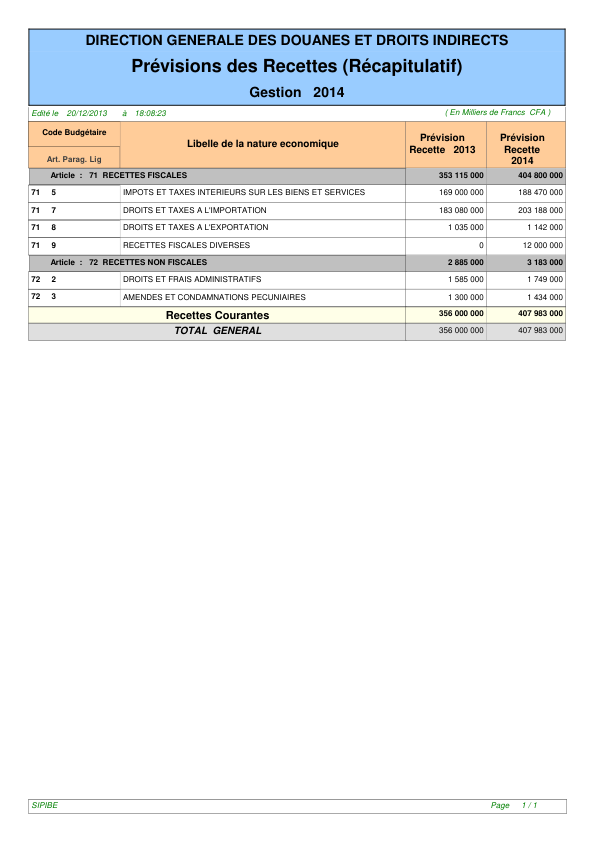 DIRECTION GENERALE DES DOUANES ET DROITS INDIRECTS
Prévisions des Recettes (Récapitulatif)
Gestion 2014
Edité le 20/12/2013 à 18:08:23 ( En Milliers de Francs CFA )
Code Budgétaire
Art. Parag. Lig
Libelle de la nature economique
Prévision
Recette 2013
Prévision
Recette
2014
Article : 71 RECETTES FISCALES 353 115 000 404 800 000
71 5 IMPOTS ET TAXES INTERIEURS SUR LES BIENS ET SERVICES 169 000 000 188 470 000
71 7 DROITS ET TAXES A L'IMPORTATION 183 080 000 203 188 000
71 8 DROITS ET TAXES A L'EXPORTATION 1 035 000 1 142 000
71 9 RECETTES FISCALES DIVERSES 0 12 000 000
Article : 72 RECETTES NON FISCALES 2 885 000 3 183 000
72 2 DROITS ET FRAIS ADMINISTRATIFS 1 585 000 1 749 000
72 3 AMENDES ET CONDAMNATIONS PECUNIAIRES 1 300 000 1 434 000
Recettes Courantes 356 000 000 407 983 000
TOTAL GENERAL 356 000 000 407 983 000
SIPIBE Page 1 / 1